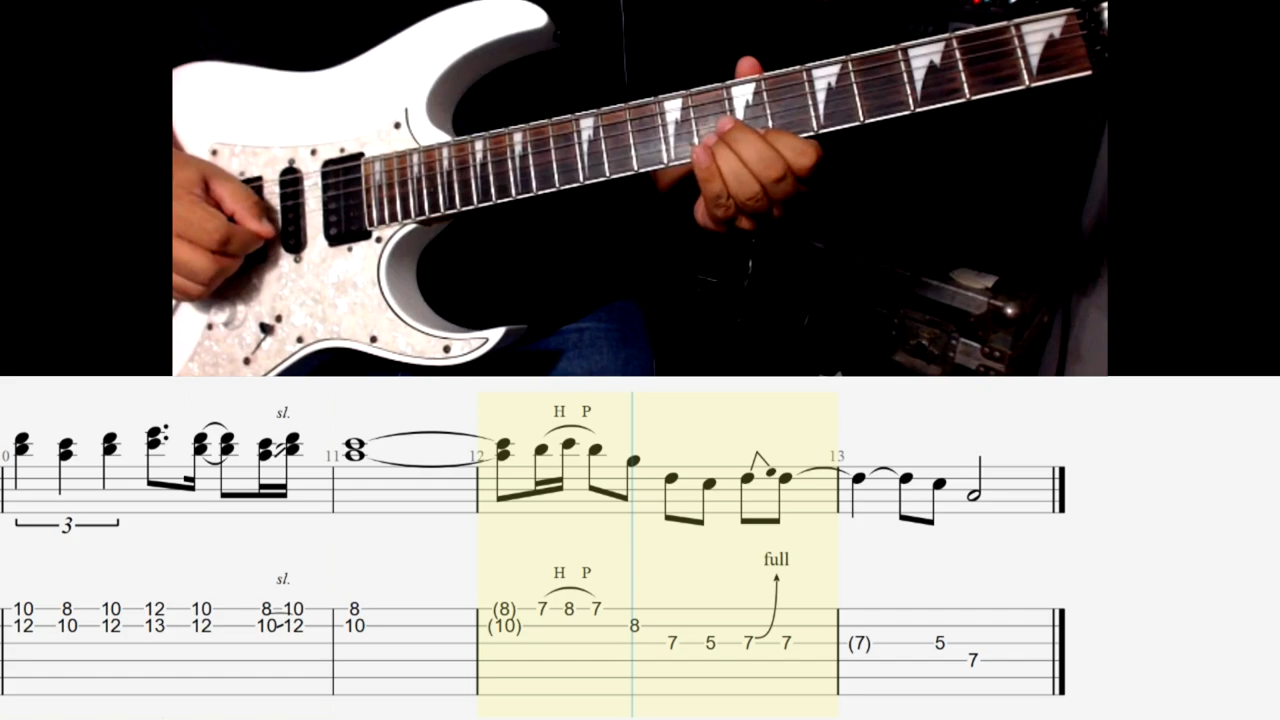 sl.
0 11 12 H P 13
3
full
sl. H P
10 8 10 12 10 8 10 8 (8) 7 8 7
12 10 12 13 12 10 12 10 (10) 8
7 5 7 7 (7) 5
7